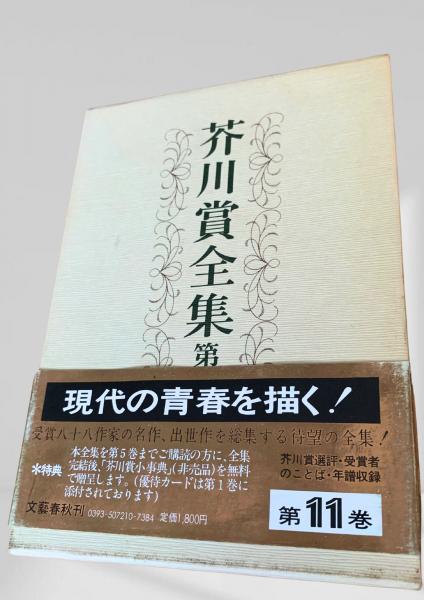 芥川賞全集 第
現代の青春を描く!
受賞八十八作家の名作、出世作を総集する待望の全集!
*特典
本全集を第5巻までご購読の方に、全集
完結後、「芥川賞小事典」(非売品)を無料
で贈呈します。(優待カードは第1巻に
添付されております)
芥川賞選評・受賞者
のことば・年譜収録
文藝春秋刊 0393-507210-7384 定価1,800円
第11巻